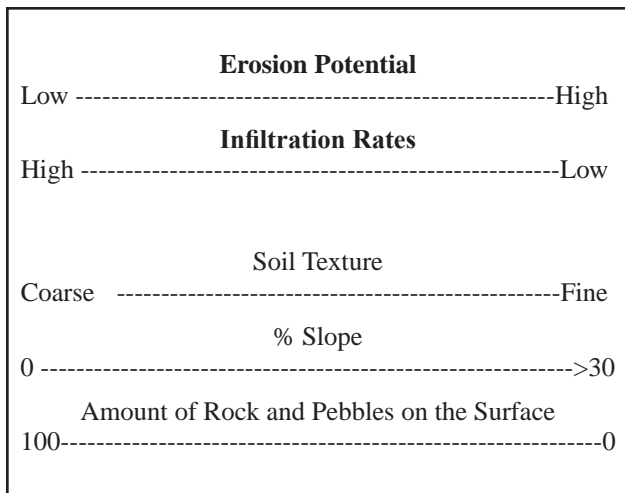 Erosion Potential
Low -----------------------------------------------------High
Infiltration Rates
High -----------------------------------------------------Low
Soil Texture
Coarse -------------------------------------------------Fine
% Slope
0 ----------------------------------------------------------->30
Amount of Rock and Pebbles on the Surface
100------------------------------------------------------------0